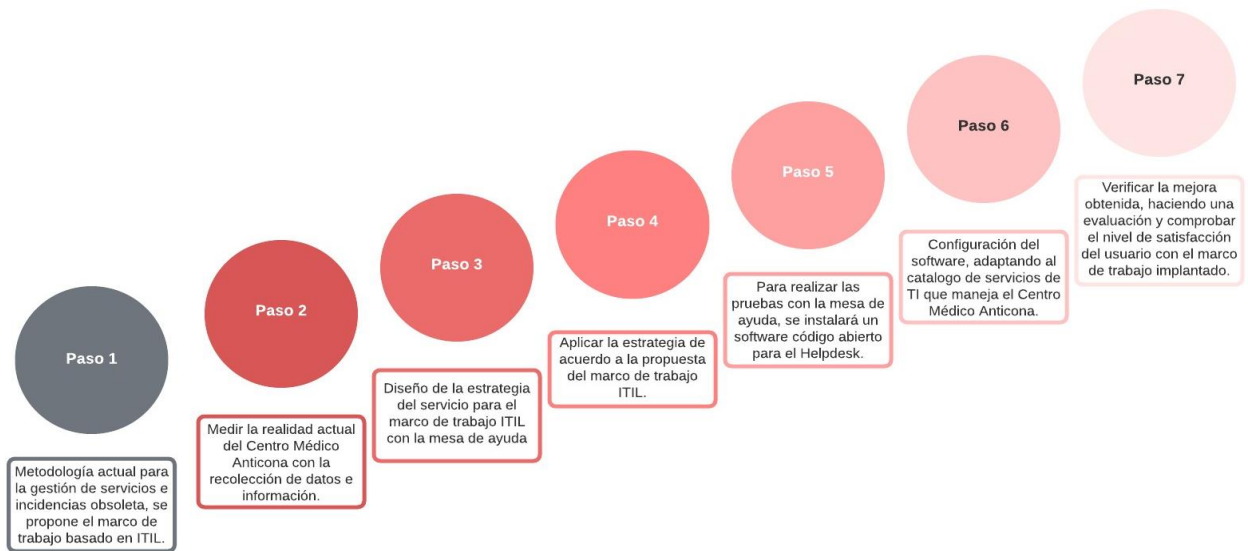 Paso 1
Metodología actual para
la gestión de servicios e
incidencias obsoleta, se
propone el marco de
trabajo basado en ITIL.
Paso 2
Medir la realidad actual
del Centro Médico
Anticona con la
recolección de datos e
información.
Paso 3
Diseño de la estrategia
del servicio para el
marco de trabajo ITIL
con la mesa de ayuda
Paso 4
Aplicar la estrategia de
acuerdo a la propuesta
del marco de trabajo
ITIL.
Paso 5
Para realizar las
pruebas con la mesa de
ayuda, se instalará un
software código abierto
para el Helpdesk.
Paso 6
Configuración del
software, adaptando al
catalogo de servicios de
TI que maneja el Centro
Médico Anticona.
Paso 7
Verificar la mejora
obtenida, haciendo una
evaluación y comprobar
el nivel de satisfacción
del usuario con el marco
de trabajo implantado.